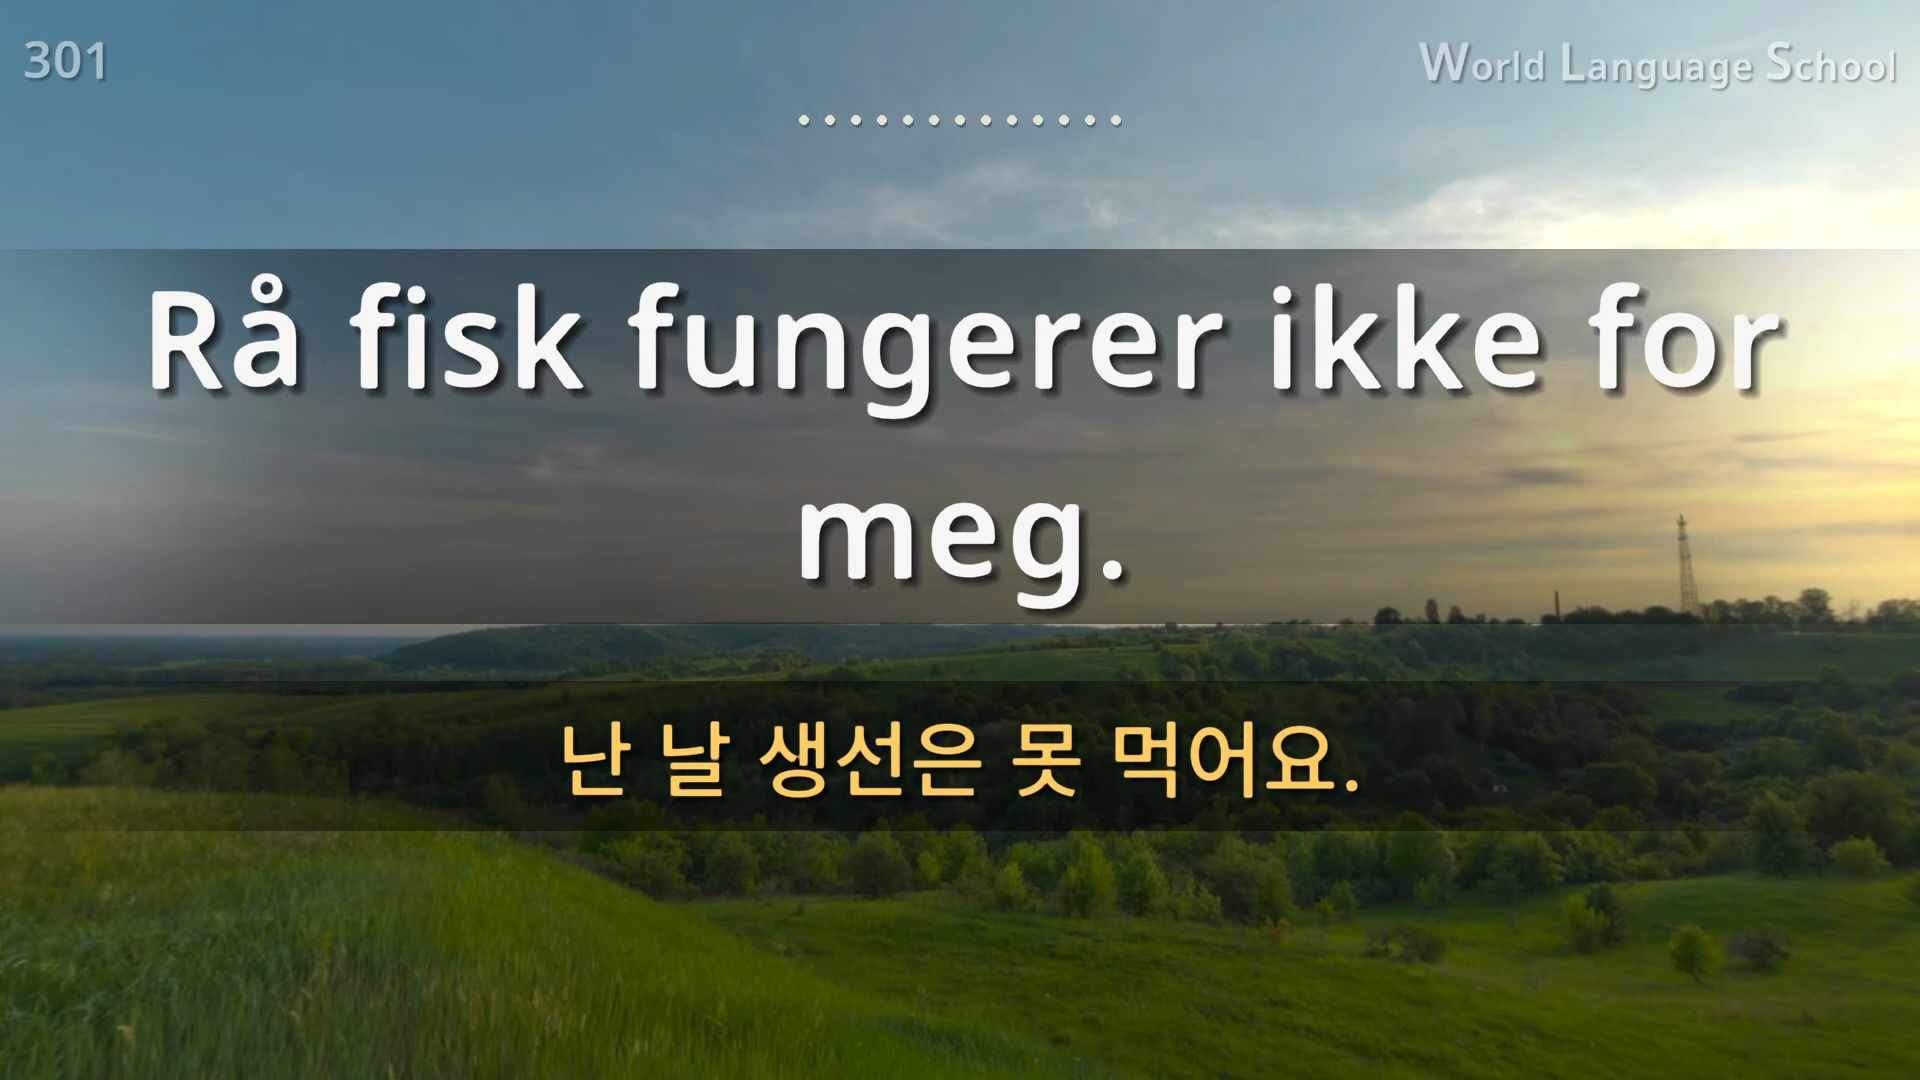 301
World Language School
Rå fisk fungerer ikke for
meg.
난 날 생선은 못 먹어요.